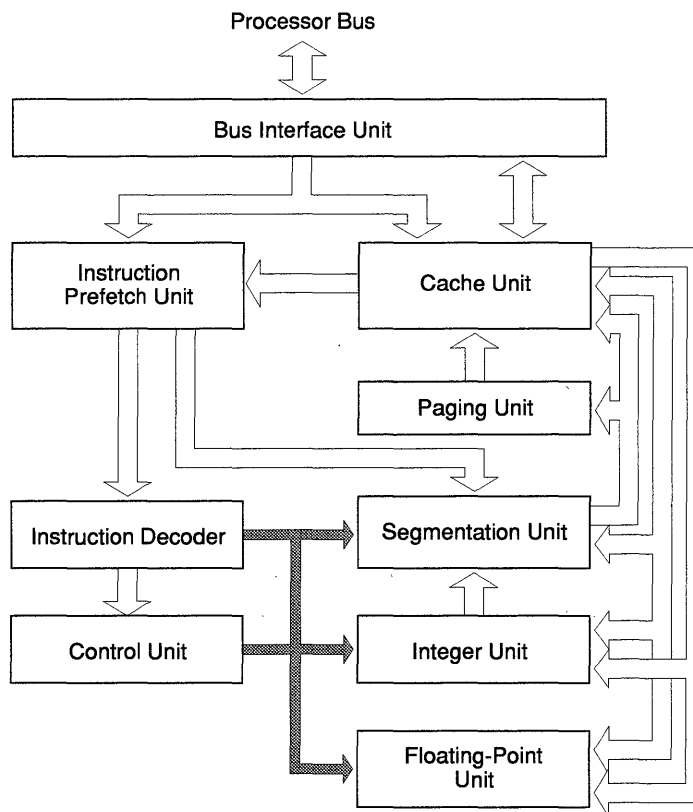 Processor Bus
Bus Interface Unit
Instruction
Prefetch Unit
Cache Unit
Paging Unit
Instruction Decoder
Segmentation Unit
Control Unit
Integer Unit
Floating-Point
Unit